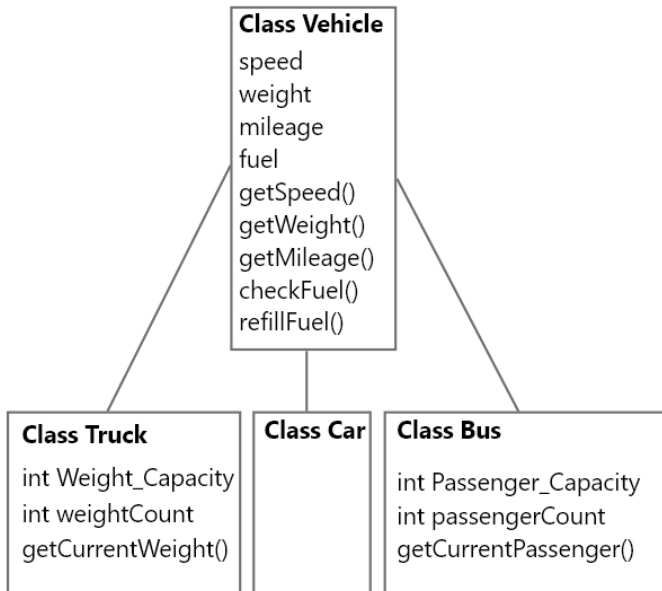 Class Vehicle
speed
weight
mileage
fuel
getSpeed()
getWeight()
getMileage()
checkFuel()
refillFuel()
Class Truck
int Weight_Capacity
int weightCount
getCurrentWeight()
Class Car
Class Bus
int Passenger_Capacity
int passengerCount
getCurrentPassenger()